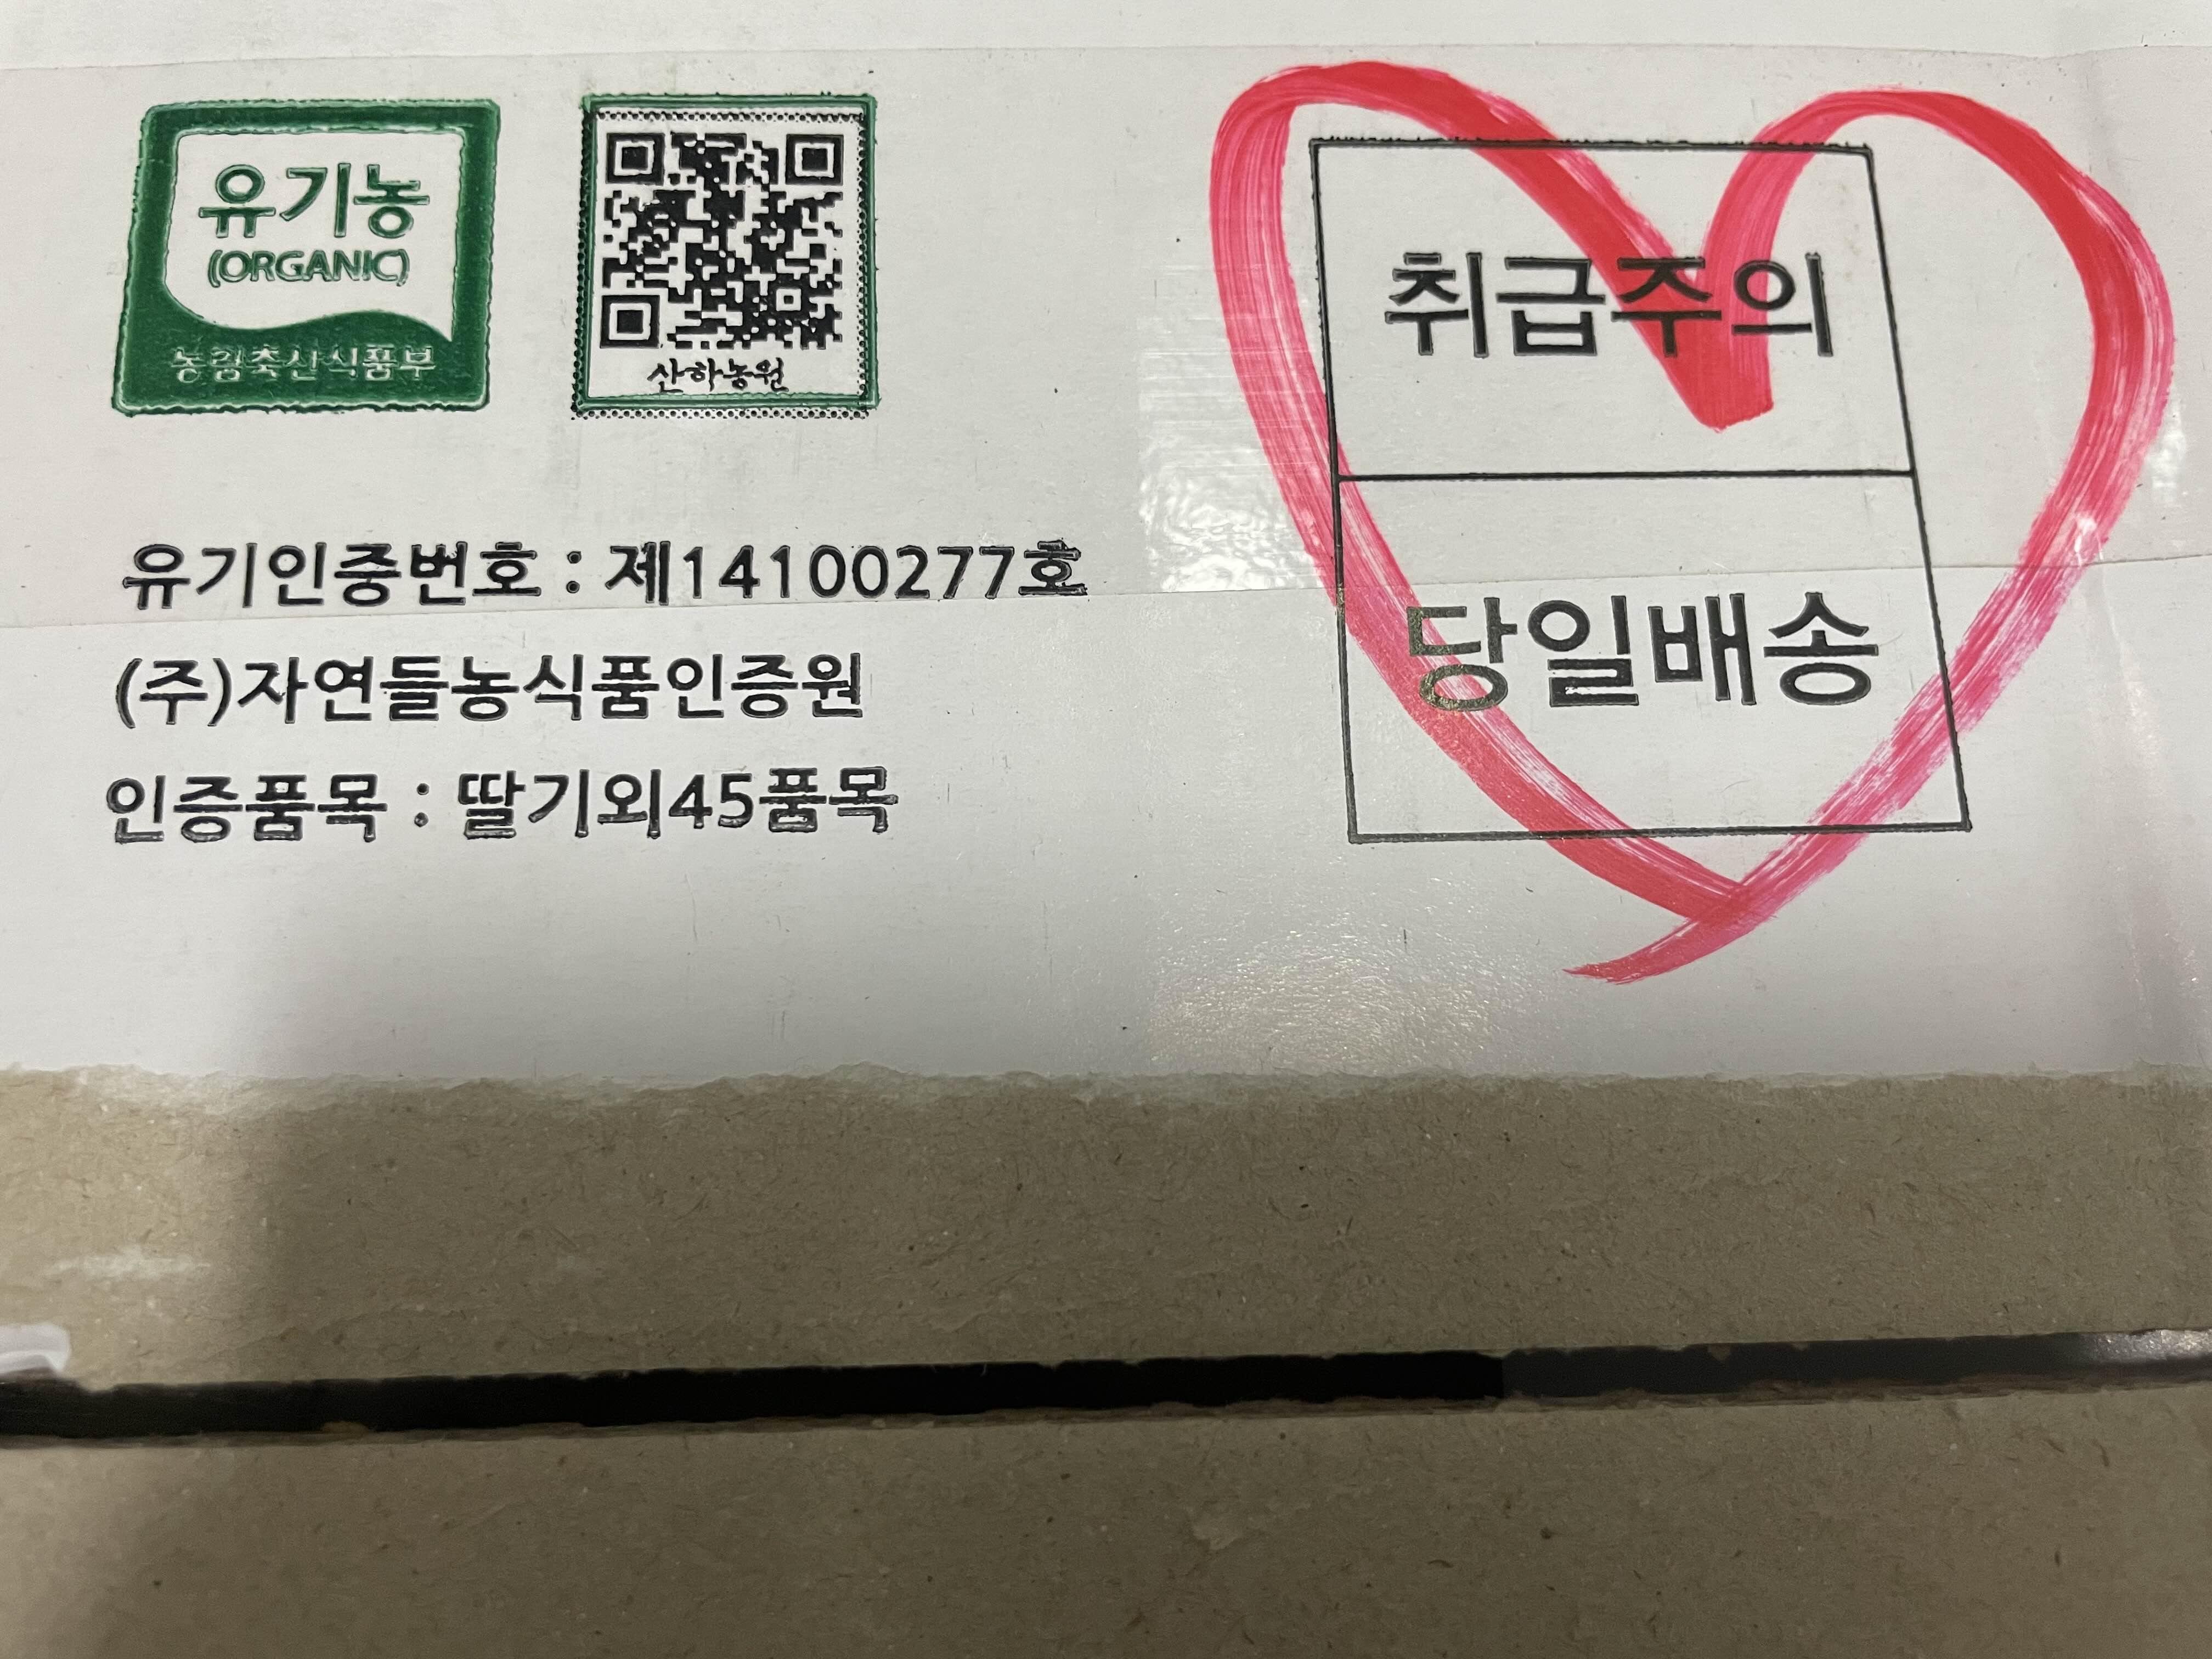 유기농
(ORGANIC)
농림축산식품부
산하농원
취급주의
당일배송
유기인증번호 : 제14100277호
(주)자연들농식품인증원
인증품목 : 딸기외45품목